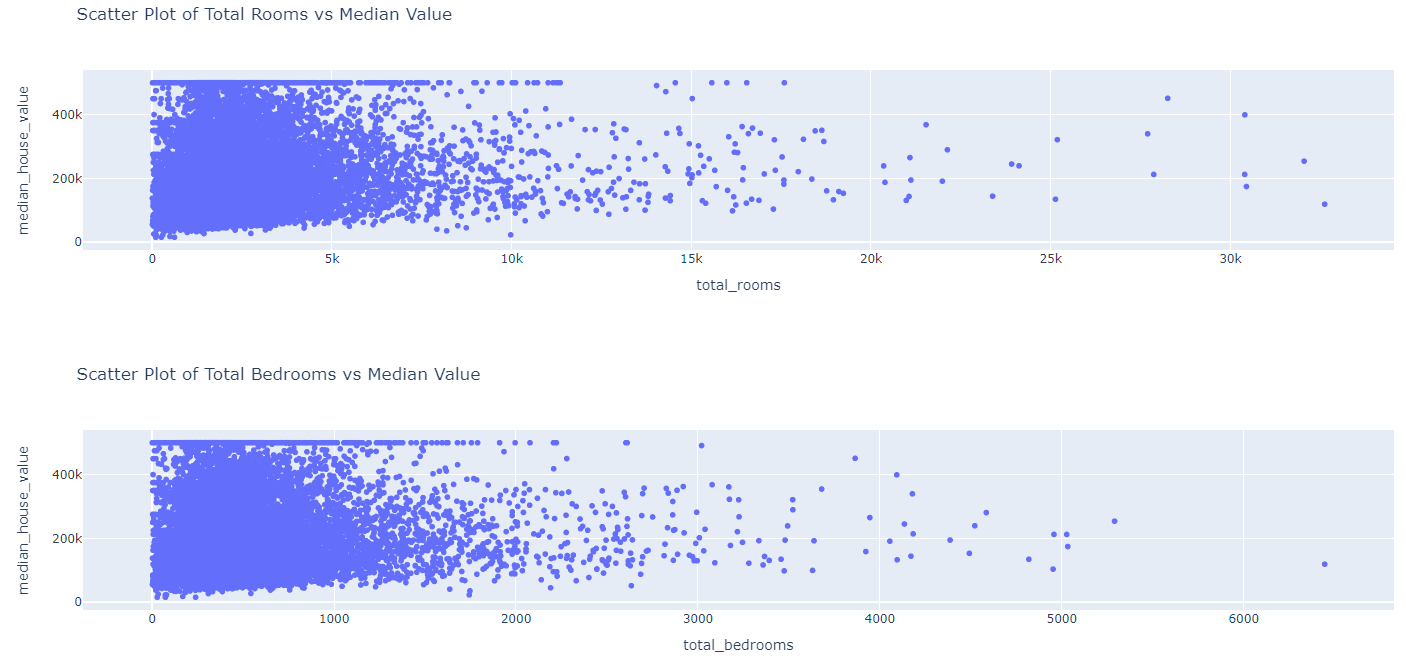 Scatter Plot of Total Rooms vs Median Value
median_house_value
400k
200k
0
0 5k 10k 15k 20k 25k 30k
total_rooms
Scatter Plot of Total Bedrooms vs Median Value
median_house_value
400k
200k
0
0 1000 2000 3000 4000 5000 6000
total_bedrooms